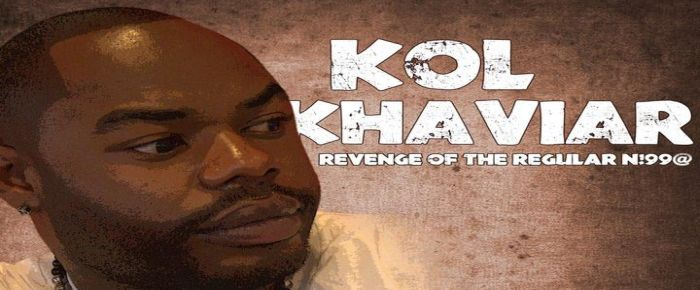 KOL
KHAVIAR
REVENGE OF THE REGULAR N!99@